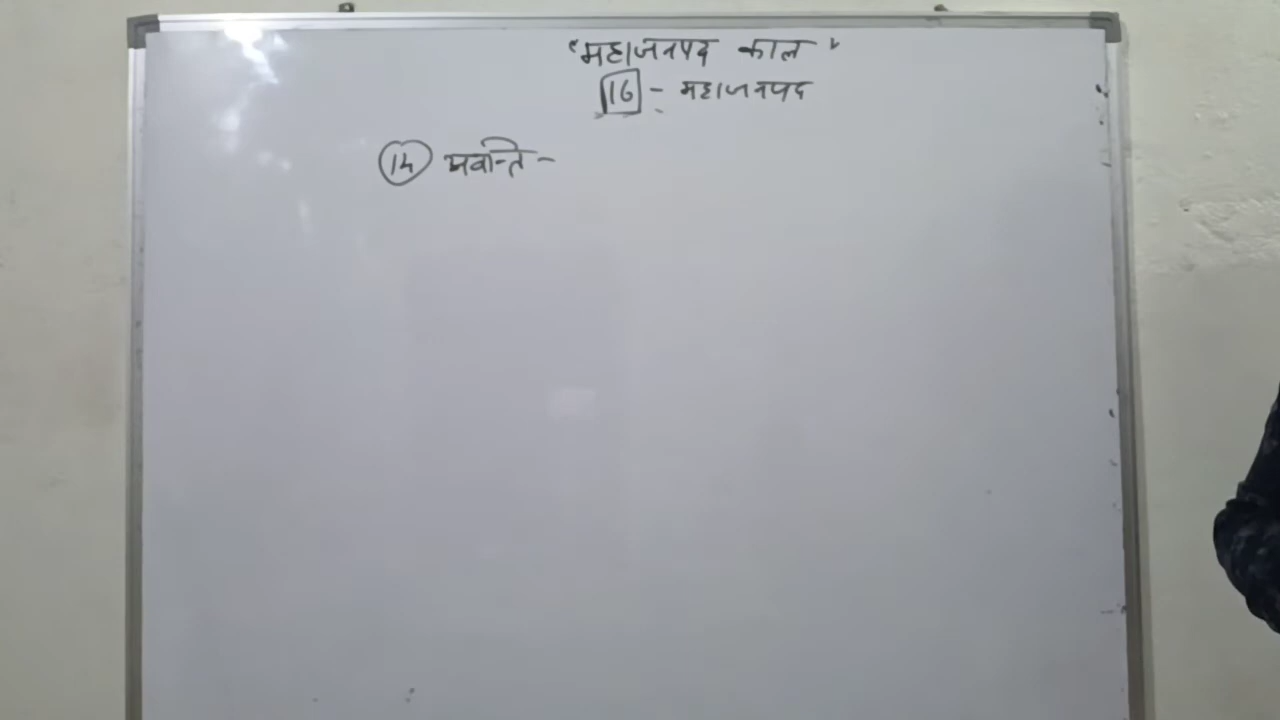 "महाजनपद काल"
16 - महाजनपद
14 अवन्ति -